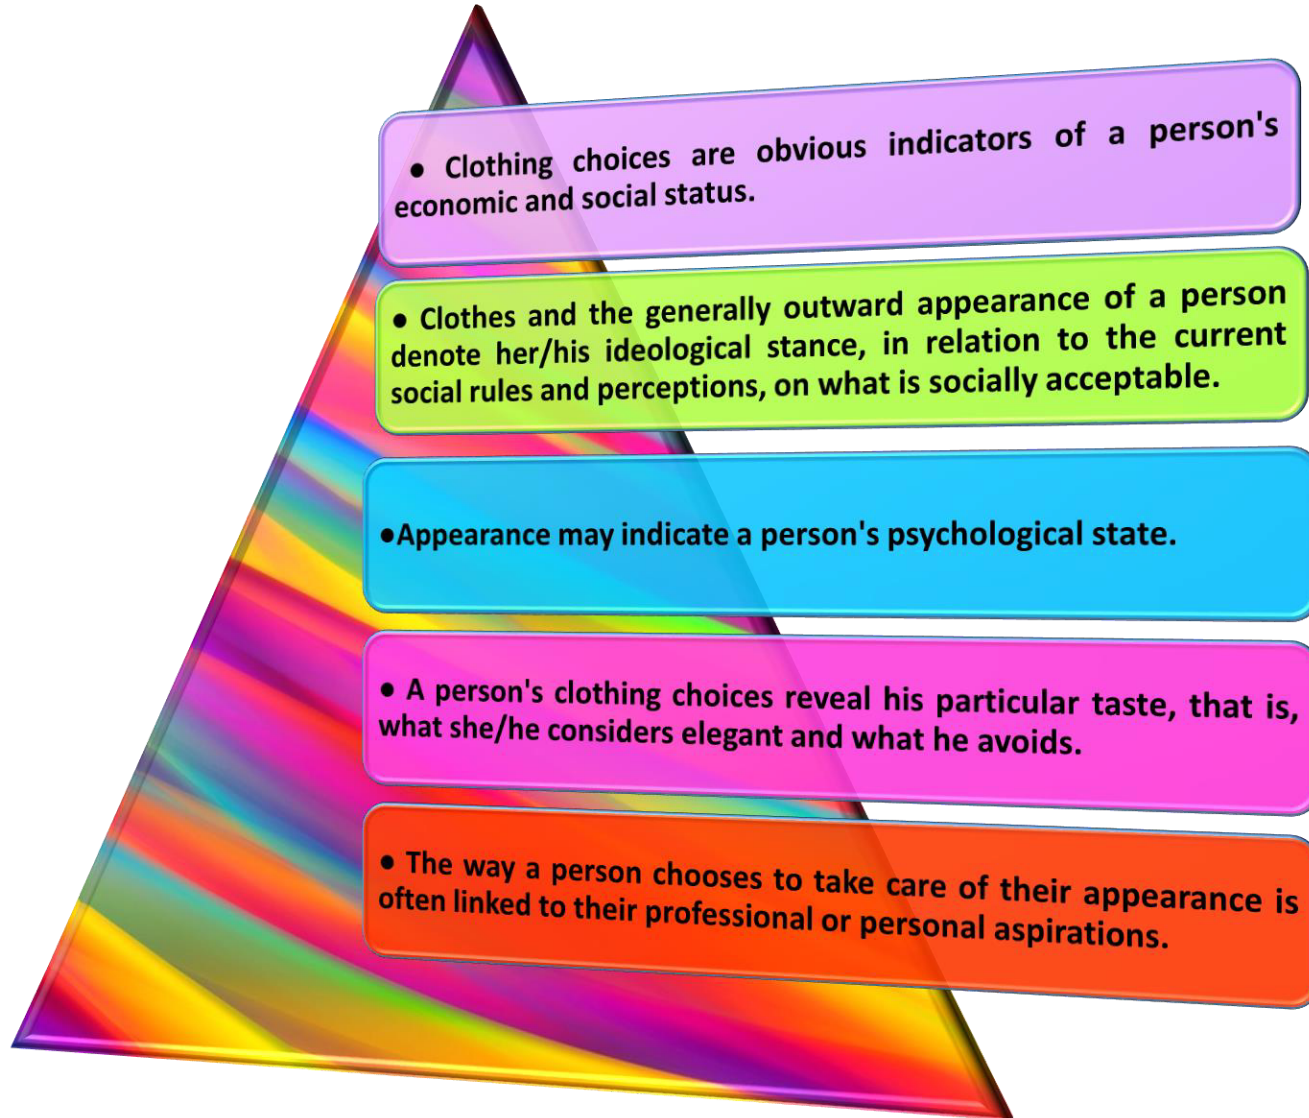 ● Clothing choices are obvious indicators of a person's
economic and social status.
● Clothes and the generally outward appearance of a person
denote her/his ideological stance, in relation to the current
social rules and perceptions, on what is socially acceptable.
●Appearance may indicate a person's psychological state.
● A person's clothing choices reveal his particular taste, that is,
what she/he considers elegant and what he avoids.
● The way a person chooses to take care of their appearance is
often linked to their professional or personal aspirations.